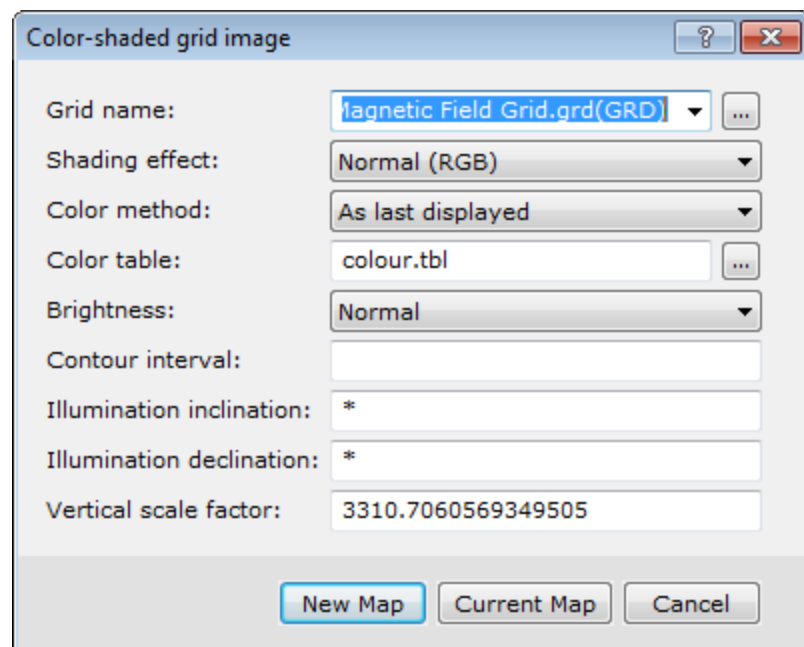 Color-shaded grid image
Grid name: Magnetic Field Grid.grd(GRD) ...
Shading effect: Normal (RGB)
Color method: As last displayed
Color table: colour.tbl ...
Brightness: Normal
Contour interval:
Illumination inclination: *
Illumination declination: *
Vertical scale factor: 3310.7060569349505
New Map Current Map Cancel